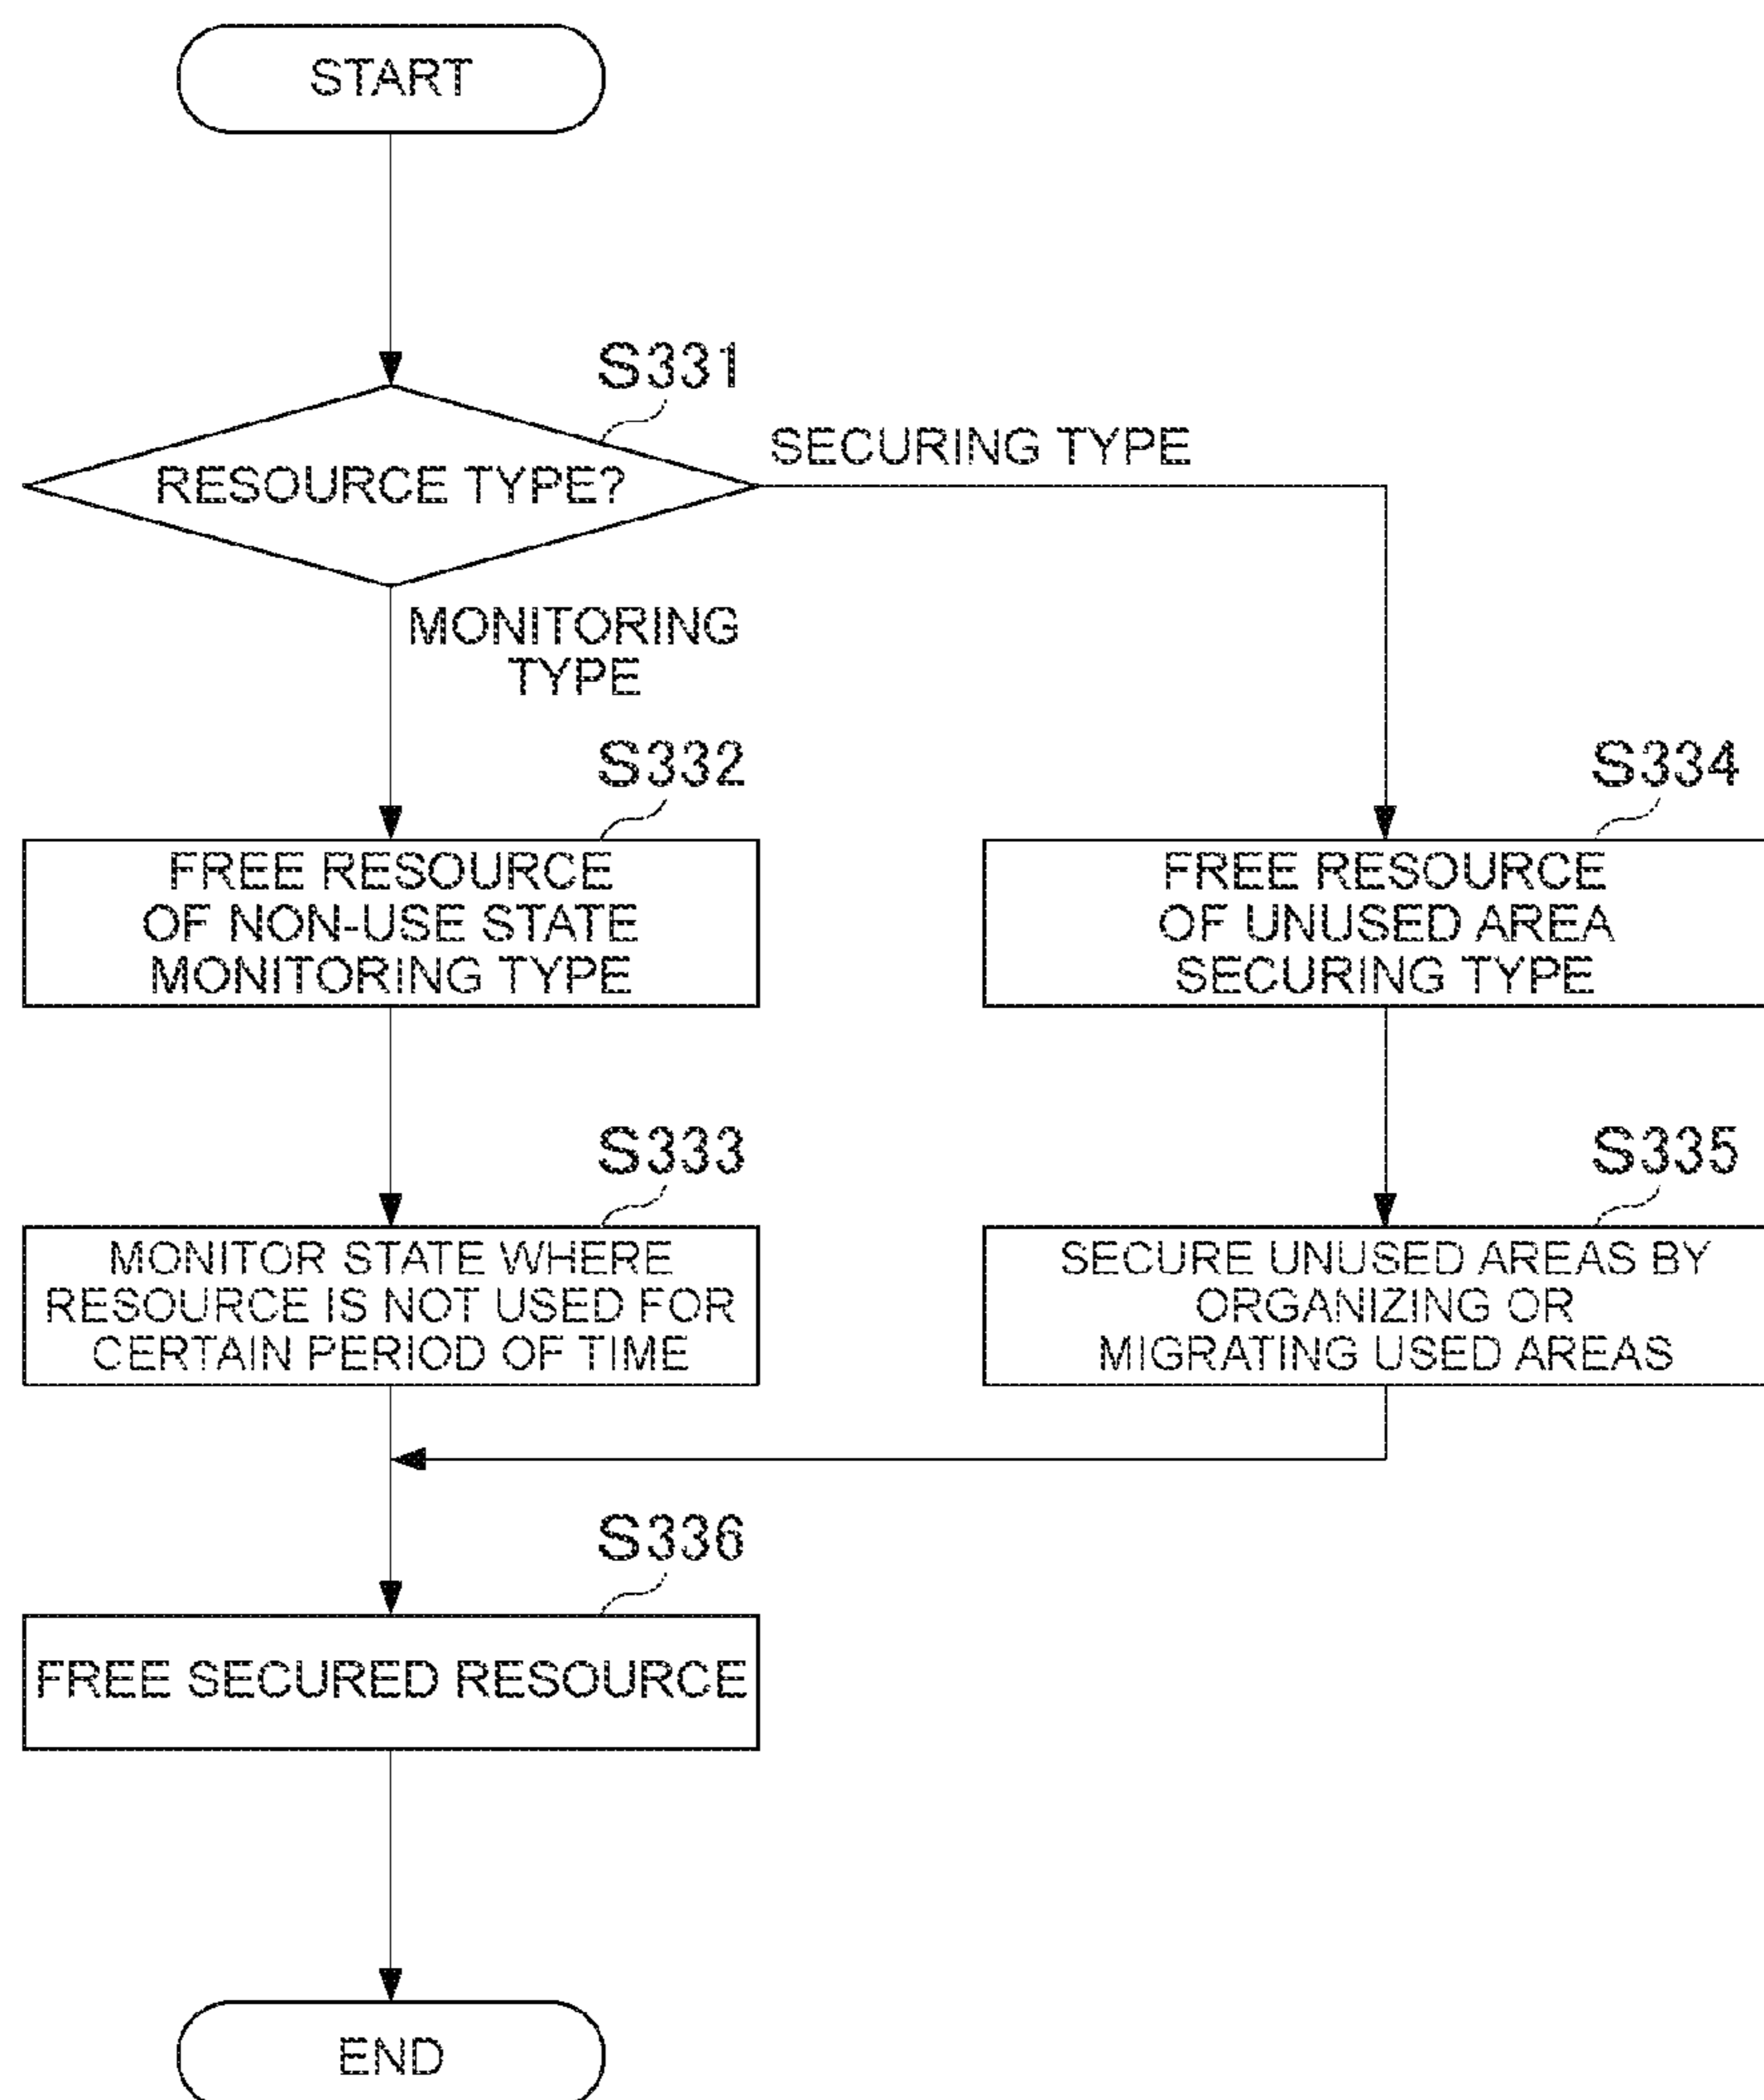 START
S331
RESOURCE TYPE?
SECURING TYPE
MONITORING
TYPE
S332
FREE RESOURCE
OF NON-USE STATE
MONITORING TYPE
S334
FREE RESOURCE
OF UNUSED AREA
SECURING TYPE
S333
MONITOR STATE WHERE
RESOURCE IS NOT USED FOR
CERTAIN PERIOD OF TIME
S335
SECURE UNUSED AREAS BY
ORGANIZING OR
MIGRATING USED AREAS
S336
FREE SECURED RESOURCE
END